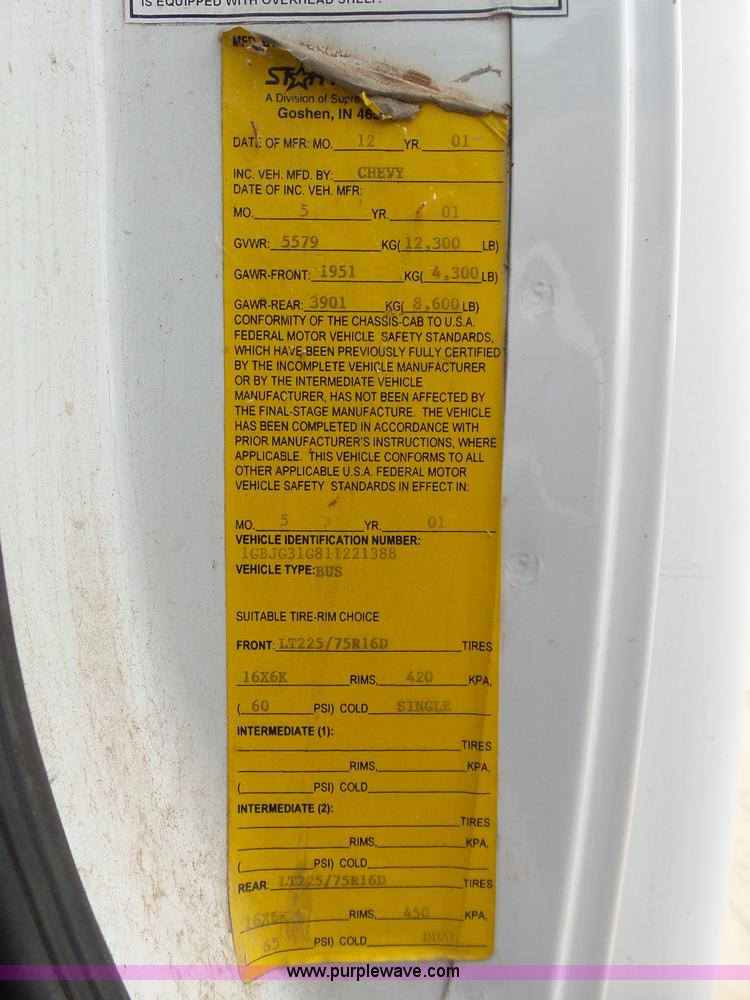 IS EQUIPPED WITH OVERHEAD SHELF.
MFD. BY
A Division of Supre
Goshen, IN
DATE OF MFR: MO. 12 YR. 01
INC. VEH. MFD. BY: CHEVY
DATE OF INC. VEH. MFR:
MO. 5 YR. 01
GVWR: 5579 KG( 12,300 LB)
GAWR-FRONT: 1951 KG( 4,300 LB)
GAWR-REAR: 3901 KG( 8,600 LB)
CONFORMITY OF THE CHASSIS-CAB TO U.S.A.
FEDERAL MOTOR VEHICLE SAFETY STANDARDS,
WHICH HAVE BEEN PREVIOUSLY FULLY CERTIFIED
BY THE INCOMPLETE VEHICLE MANUFACTURER
OR BY THE INTERMEDIATE VEHICLE
MANUFACTURER, HAS NOT BEEN AFFECTED BY
THE FINAL-STAGE MANUFACTURE. THE VEHICLE
HAS BEEN COMPLETED IN ACCORDANCE WITH
PRIOR MANUFACTURER'S INSTRUCTIONS, WHERE
APPLICABLE. THIS VEHICLE CONFORMS TO ALL
OTHER APPLICABLE U.S.A. FEDERAL MOTOR
VEHICLE SAFETY STANDARDS IN EFFECT IN:
MO. 5 YR. 01
VEHICLE IDENTIFICATION NUMBER:
1GBJG31G811221388
VEHICLE TYPE: BUS
SUITABLE TIRE-RIM CHOICE
FRONT: LT225/75R16D TIRES
16X6K RIMS, 420 KPA,
( 60 PSI) COLD SINGLE
INTERMEDIATE (1):
TIRES
RIMS, KPA,
( PSI) COLD
INTERMEDIATE (2):
TIRES
RIMS, KPA,
( PSI) COLD
REAR: LT225/75R16D TIRES
16X6 RIMS, 450 KPA,
65 PSI) COLD DUAL
www.purplewave.com